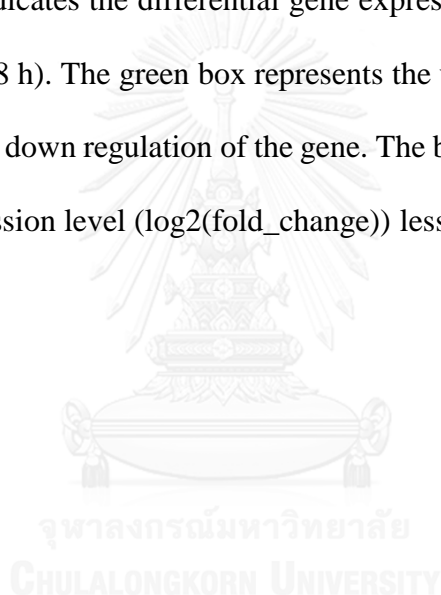 dicates the differential gene expres
8 h). The green box represents the
down regulation of the gene. The b
ssion level (log2(fold_change)) less
จุฬาลงกรณ์มหาวิทยาลัย
CHULALONGKORN UNIVERSITY